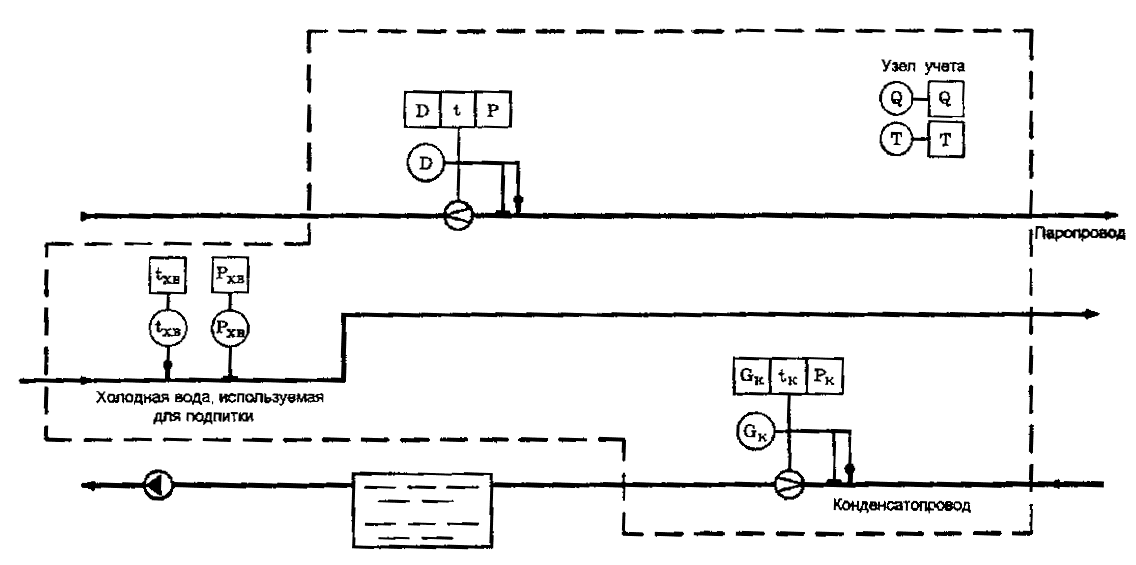 Узел учета
Q Q
T T
D t P
D
Паропровод
tхв Pхв
tхв Pхв
Холодная вода, используемая
для подпитки
Gк tк Pк
Gк
Конденсатопровод